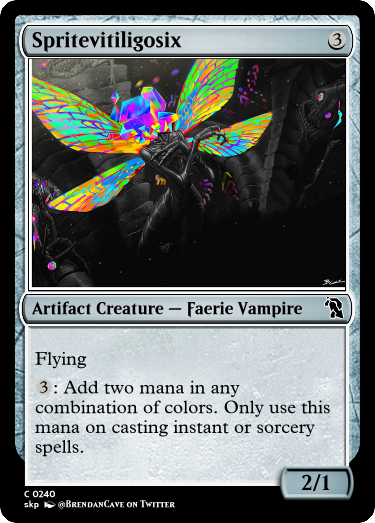 Spritevitiligosix 3
Artifact Creature — Faerie Vampire
Flying
3: Add two mana in any
combination of colors. Only use this
mana on casting instant or sorcery
spells.
2/1
C 0240
skp @BrendanCave on Twitter